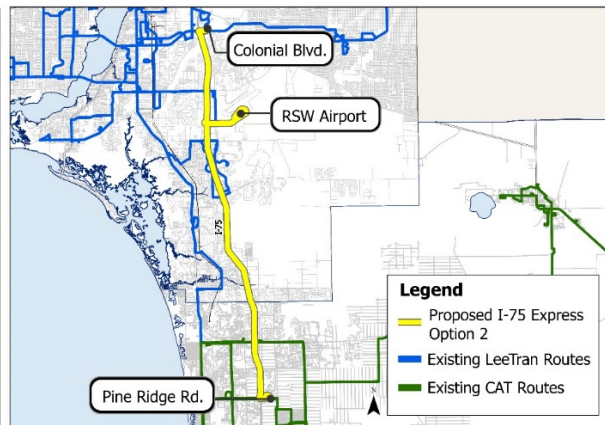 Colonial Blvd.
RSW Airport
I-75
Legend
Proposed I-75 Express
Option 2
Existing LeeTran Routes
Existing CAT Routes
Pine Ridge Rd.